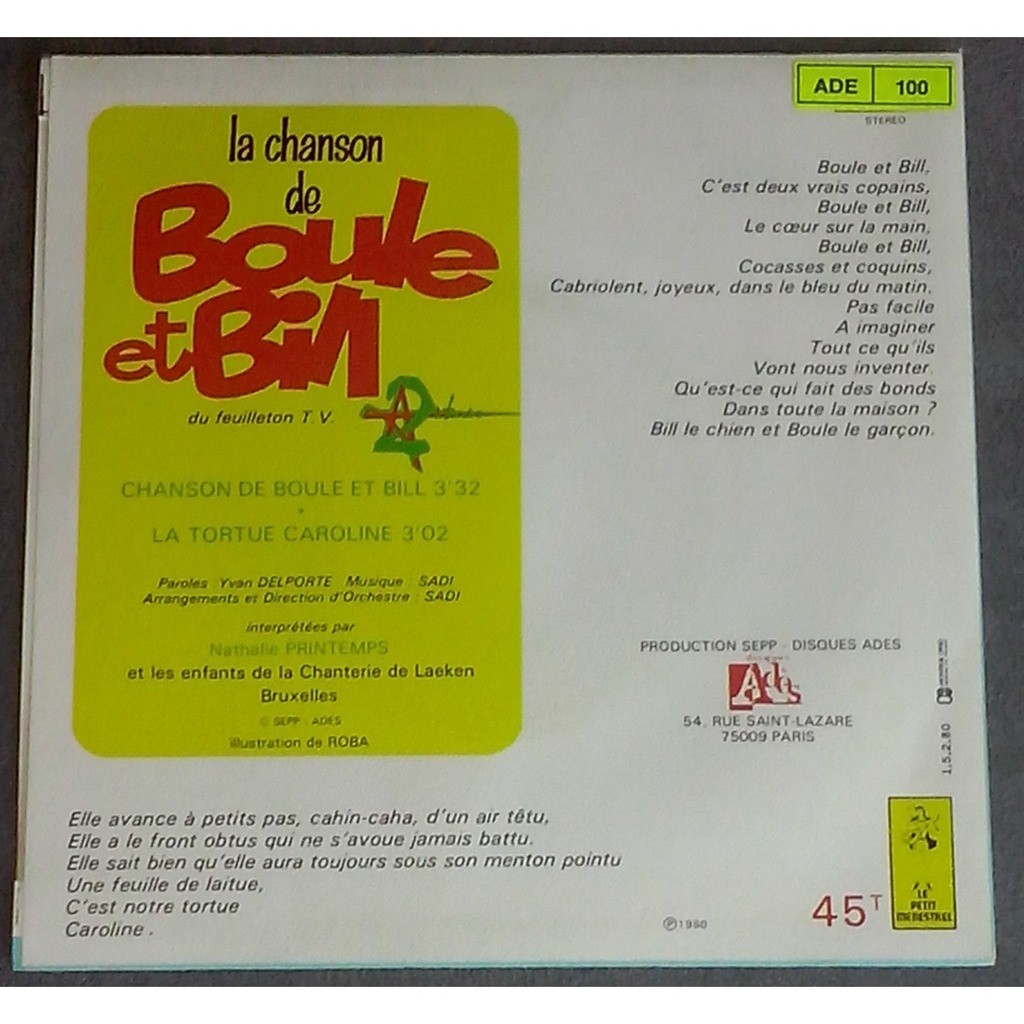 ADE 100
STEREO
la chanson
de
Boule
et Bill
du feuilleton T.V.
A2
CHANSON DE BOULE ET BILL 3'32
LA TORTUE CAROLINE 3'02
Paroles Yvan DELPORTE Musique : SADI
Arrangements et Direction d'Orchestre : SADI
interprétées par
Nathalie PRINTEMPS
et les enfants de la Chanterie de Laeken
Bruxelles
© SEPP - ADES
illustration de ROBA
Boule et Bill,
C'est deux vrais copains,
Boule et Bill,
Le cœur sur la main,
Boule et Bill,
Cocasses et coquins,
Cabriolent, joyeux, dans le bleu du matin.
Pas facile
A imaginer
Tout ce qu'ils
Vont nous inventer.
Qu'est-ce qui fait des bonds
Dans toute la maison ?
Bill le chien et Boule le garçon.
PRODUCTION SEPP - DISQUES ADES
Ades
54, RUE SAINT-LAZARE
75009 PARIS
1.5.2.80
Elle avance à petits pas, cahin-caha, d'un air têtu,
Elle a le front obtus qui ne s'avoue jamais battu.
Elle sait bien qu'elle aura toujours sous son menton pointu
Une feuille de laitue,
C'est notre tortue
Caroline .
℗ 1980
45T
LE
PETIT
MENESTREL